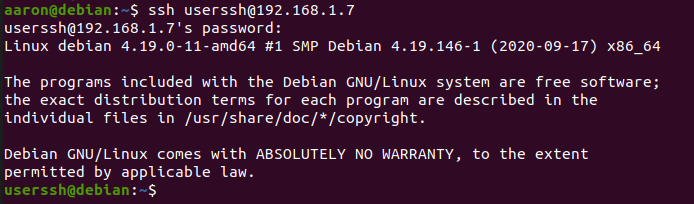 aaron@debian:~$ ssh userssh@192.168.1.7
userssh@192.168.1.7's password:
Linux debian 4.19.0-11-amd64 #1 SMP Debian 4.19.146-1 (2020-09-17) x86_64
The programs included with the Debian GNU/Linux system are free software;
the exact distribution terms for each program are described in the
individual files in /usr/share/doc/*/copyright.
Debian GNU/Linux comes with ABSOLUTELY NO WARRANTY, to the extent
permitted by applicable law.
userssh@debian:~$